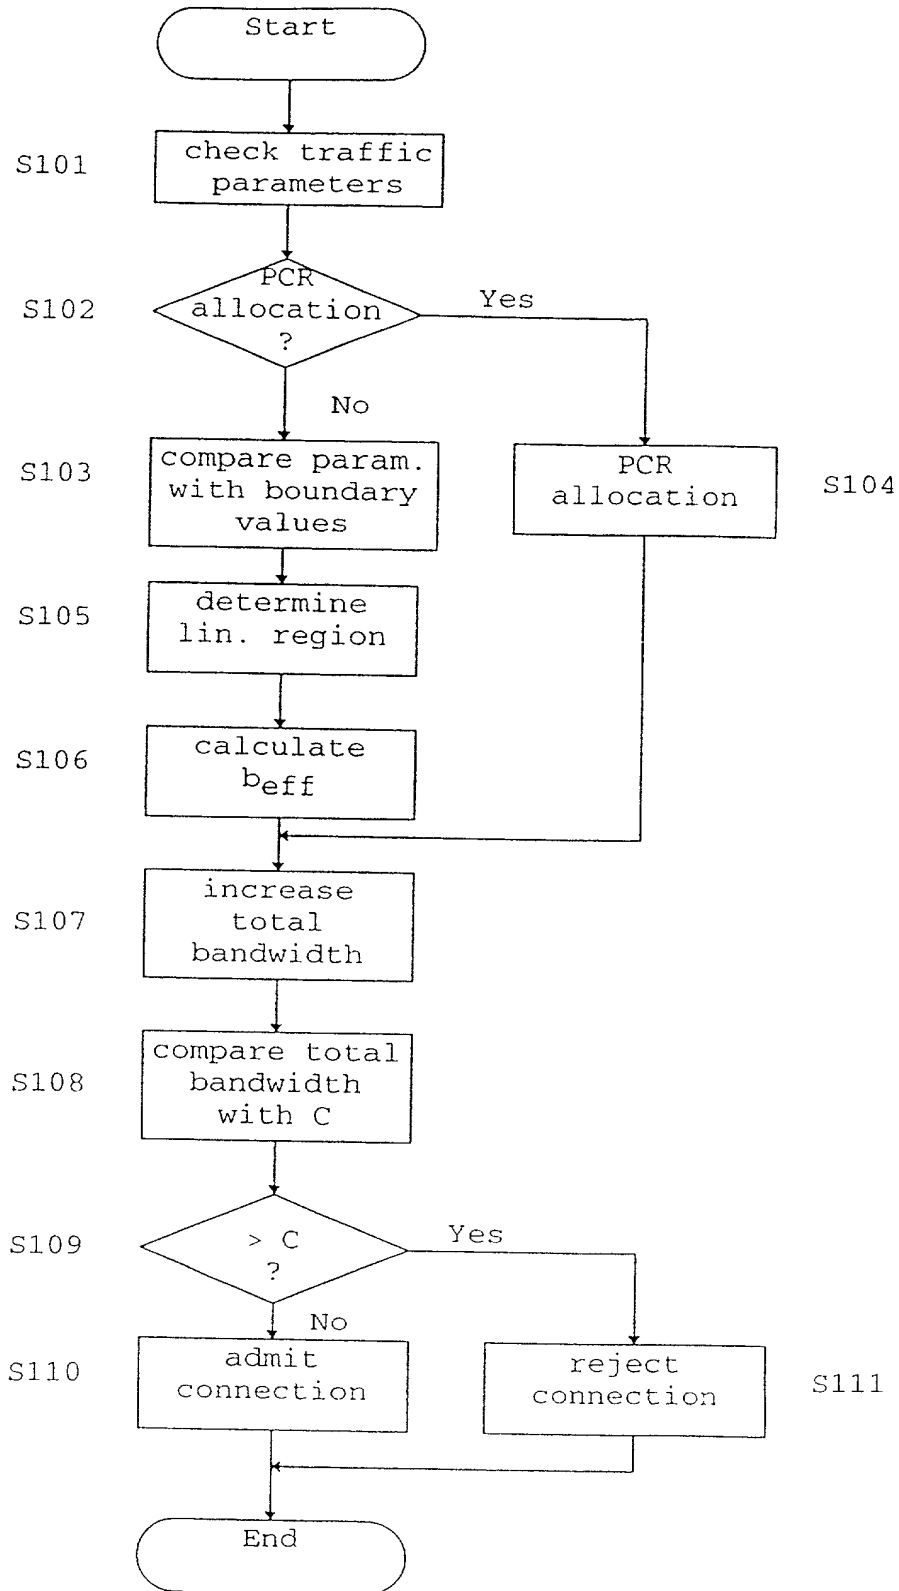 Start
S101
check traffic
parameters
S102
PCR
allocation
?
Yes
No
S103
compare param.
with boundary
values
PCR
allocation
S104
S105
determine
lin. region
S106
calculate
beff
S107
increase
total
bandwidth
S108
compare total
bandwidth
with C
S109
> C
?
Yes
No
S110
admit
connection
reject
connection
S111
End